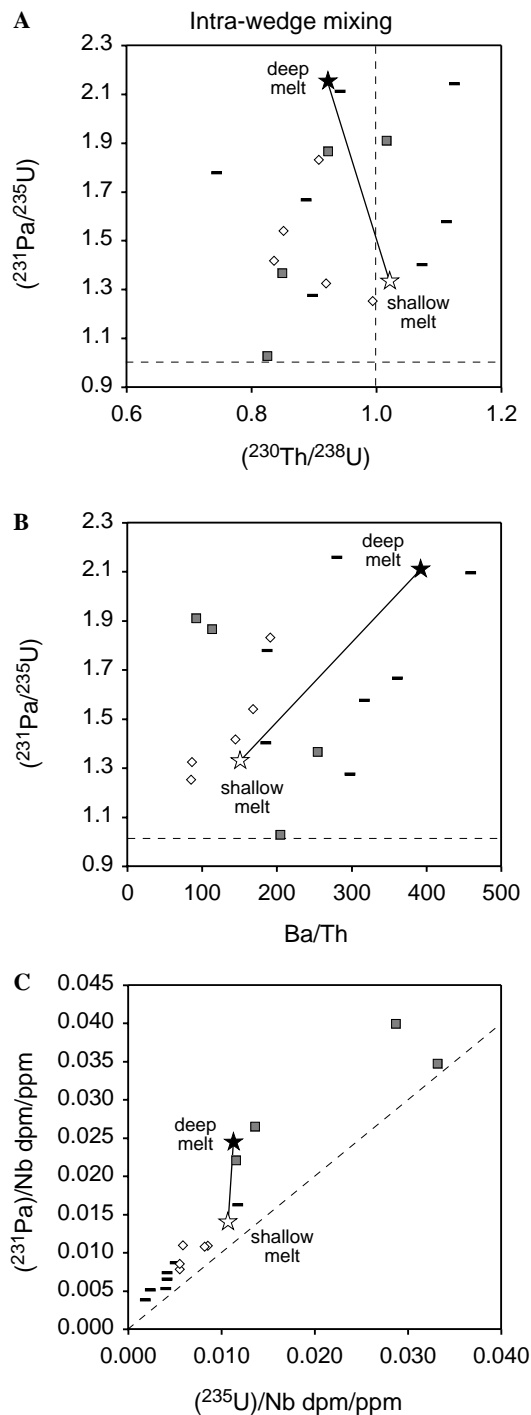 A
Intra-wedge mixing
2.3
2.1
1.9
1.7
1.5
1.3
1.1
0.9
(²³¹Pa/²³⁵U)
deep
melt
shallow
melt
0.6
0.8
1.0
1.2
(²³⁰Th/²³⁸U)
B
2.3
2.1
1.9
1.7
1.5
1.3
1.1
0.9
(²³¹Pa/²³⁵U)
deep
melt
shallow
melt
0
100
200
300
400
500
Ba/Th
C
0.045
0.040
0.035
0.030
0.025
0.020
0.015
0.010
0.005
0.000
(²³¹Pa)/Nb dpm/ppm
deep
melt
shallow
melt
0.000
0.010
0.020
0.030
0.040
(²³⁵U)/Nb dpm/ppm